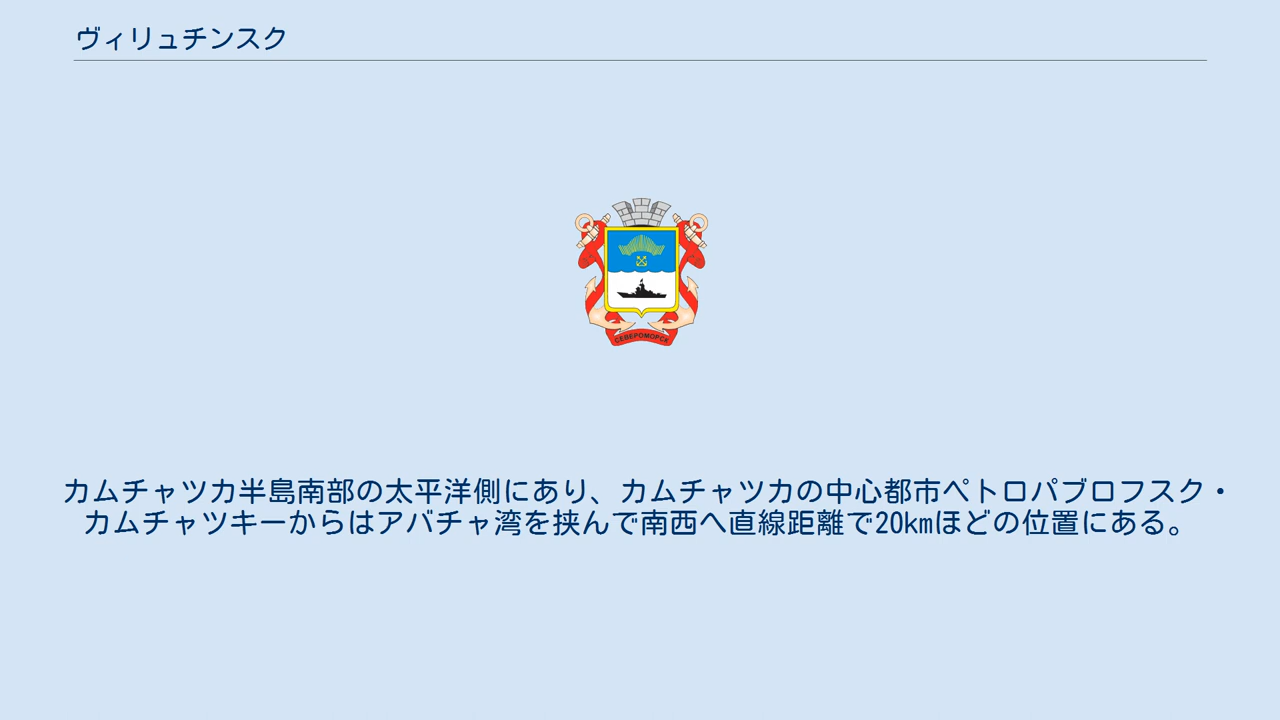 ヴィリュチンスク
СЕВЕРОМОРСК
カムチャツカ半島南部の太平洋側にあり、カムチャツカの中心都市ペトロパブロフスク・
カムチャツキーからはアバチャ湾を挟んで南西へ直線距離で20kmほどの位置にある。